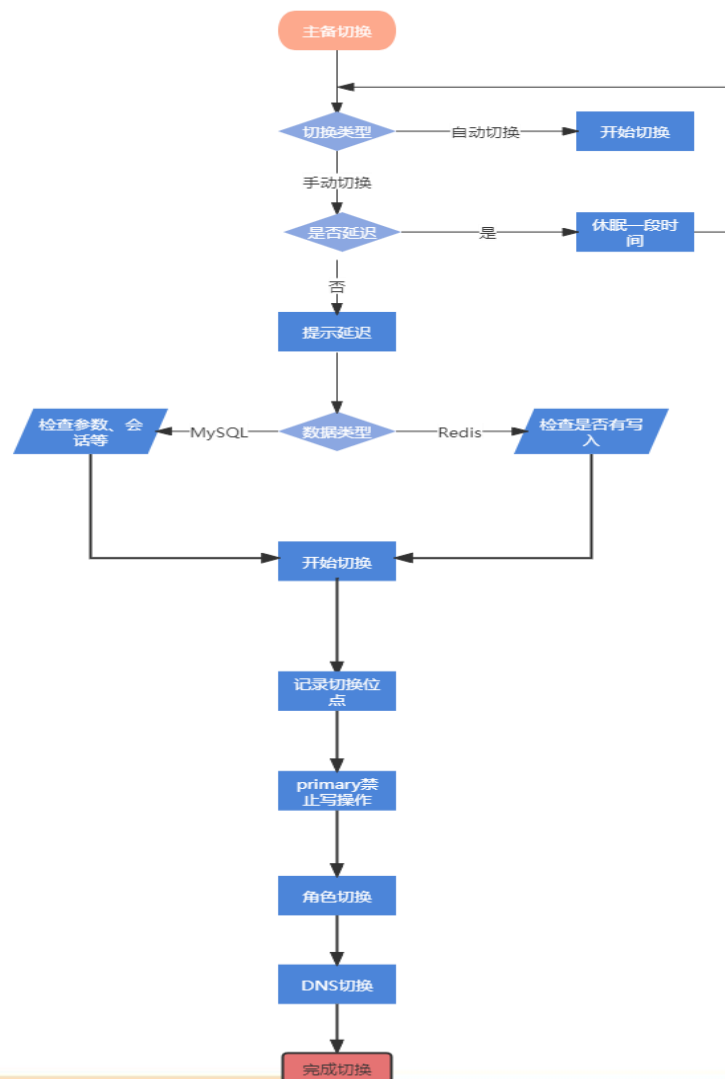 主备切换
切换类型
自动切换
开始切换
手动切换
是否延迟
是
休眠一段时
间
否
提示延迟
检查参数、会
话等
MySQL
数据类型
Redis
检查是否有写
入
开始切换
记录切换位
点
primary禁
止写操作
角色切换
DNS切换
完成切换